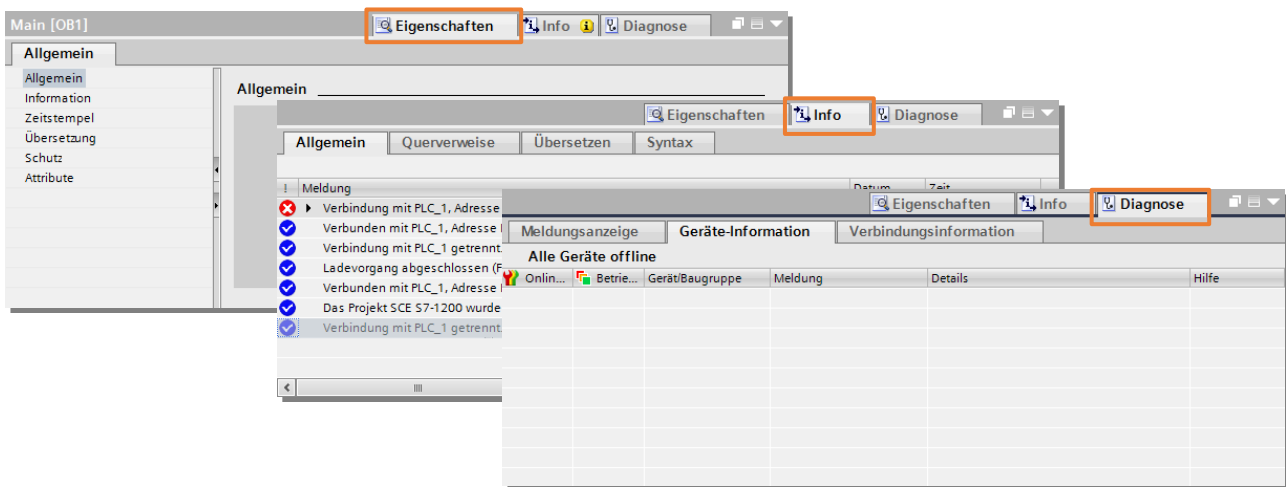 Main [OB1]
Eigenschaften
Info
Diagnose
Allgemein
Allgemein
Information
Zeitstempel
Übersetzung
Schutz
Attribute
Allgemein
Eigenschaften
Info
Diagnose
Allgemein
Querverweise
Übersetzen
Syntax
! Meldung
Datum
Zeit
Verbindung mit PLC_1, Adresse
Verbunden mit PLC_1, Adresse
Verbindung mit PLC_1 getrennt.
Ladevorgang abgeschlossen (F
Verbunden mit PLC_1, Adresse
Das Projekt SCE S7-1200 wurde
Verbindung mit PLC_1 getrennt.
Eigenschaften
Info
Diagnose
Meldungsanzeige
Geräte-Information
Verbindungsinformation
Alle Geräte offline
Onlin...
Betrie...
Gerät/Baugruppe
Meldung
Details
Hilfe